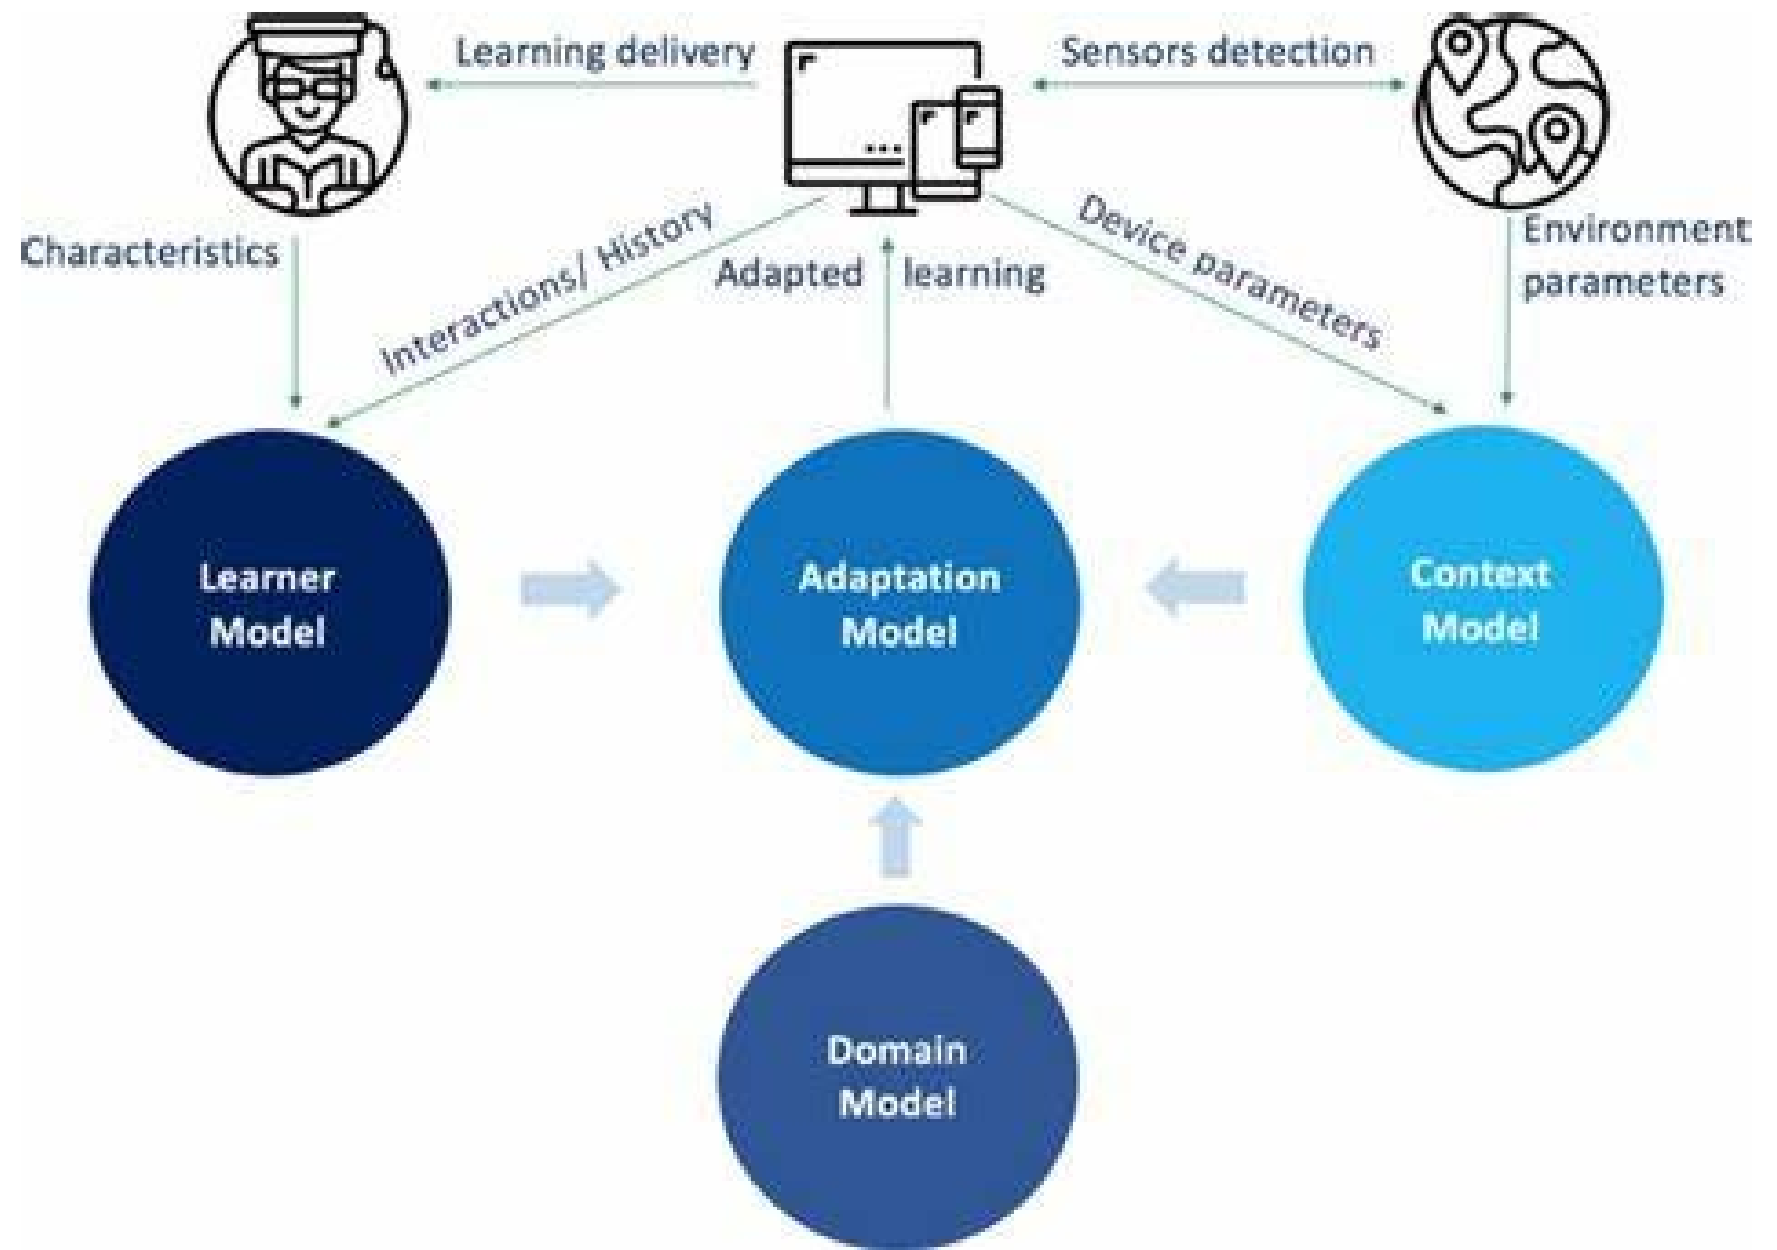 Learning delivery
Sensors detection
Characteristics
Interactions/ History
Adapted learning
Device parameters
Environment
parameters
Learner
Model
Adaptation
Model
Context
Model
Domain
Model